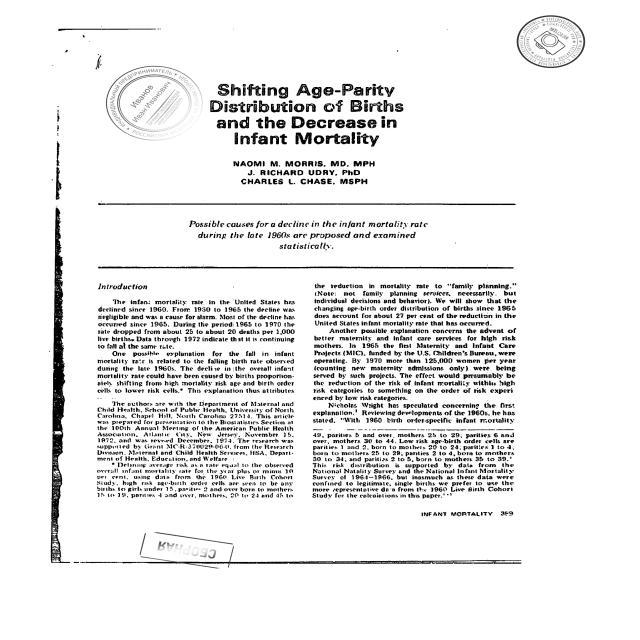 Shifting Age-Parity
Distribution of Births
and the Decrease in
Infant Mortality
NAOMI M. MORRIS, MD, MPH
J. RICHARD UDRY, PhD
CHARLES L. CHASE, MSPH
Possible causes for a decline in the infant mortality rate
during the late 1960s are proposed and examined
statistically.
Introduction
The infant mortality rate in the United States has
declined since 1960. From 1930 to 1965 the decline was
negligible and was a cause for alarm. Most of the decline has
occurred since 1965. During the period 1965 to 1970 the
rate dropped from about 25 to about 20 deaths per 1,000
live births. Data through 1972 indicate that it is continuing
to fall at the same rate.
One possible explanation for the fall in infant
mortality rate is related to the falling birth rate observed
during the late 1960s. The decline in the overall infant
mortality rate could have been caused by births proportion-
ately shifting from high mortality risk age and birth order
cells to lower risk cells.* This explanation thus attributes
The authors are with the Department of Maternal and
Child Health, School of Public Health, University of North
Carolina, Chapel Hill, North Carolina 27514. This article
was prepared for presentation to the Biostatistics Section at
the 100th Annual Meeting of the American Public Health
Association, Atlantic City, New Jersey, November 15,
1972, and was revised December, 1974. The research was
supported by Grant from the Research
Division, Maternal and Child Health Services, HSA, Depart-
ment of Health, Education, and Welfare
* Defining average risk as a rate equal to the observed
overall infant mortality rate for the year plus or minus 10
per cent, using data from the 1960 Live Birth Cohort
Study, high risk age-birth order cells are seen to be any
births to girls under 15, parities 2 and over born to mothers
15 to 19, parities 4 and over, mothers, 20 to 24 and 45 to
the reduction in mortality rate to "family planning."
(Note: not family planning services, necessarily, but
individual decisions and behavior). We will show that the
changing age-birth order distribution of births since 1965
does account for about 27 per cent of the reduction in the
United States infant mortality rate that has occurred.
Another possible explanation concerns the advent of
better maternity and infant care services for high risk
mothers. In 1965 the first Maternity and Infant Care
Projects (MIC), funded by the U.S. Children's Bureau, were
operating. By 1970 more than 125,000 women per year
(counting new maternity admissions only) were being
served by such projects. The effect would presumably be
the reduction of the risk of infant mortality within high
risk categories to something on the order of risk experi-
enced by low risk categories.
Nicholas Wright has speculated concerning the first
explanation. Reviewing developments of the 1960s, he has
stated, "With 1960 birth order-specific infant mortality
49, parities 5 and over, mothers 25 to 29, parities 6 and
over, mothers 30 to 44. Low risk age-birth order cells are
parities 1 and 2, born to mothers 20 to 24, parities 1 to 4,
born to mothers 25 to 29, parities 2 to 4, born to mothers
30 to 34, and parities 2 to 5, born to mothers 35 to 39.
This risk distribution is supported by data from the
National Natality Survey and the National Infant Mortality
Survey of 1964–1966, but inasmuch as these data were
confined to legitimate, single births we prefer to use the
more representative data from the 1960 Live Birth Cohort
Study for the calculations in this paper.
INFANT MORTALITY 359
Иванов
Иван Иванович
СБОРНАЯ